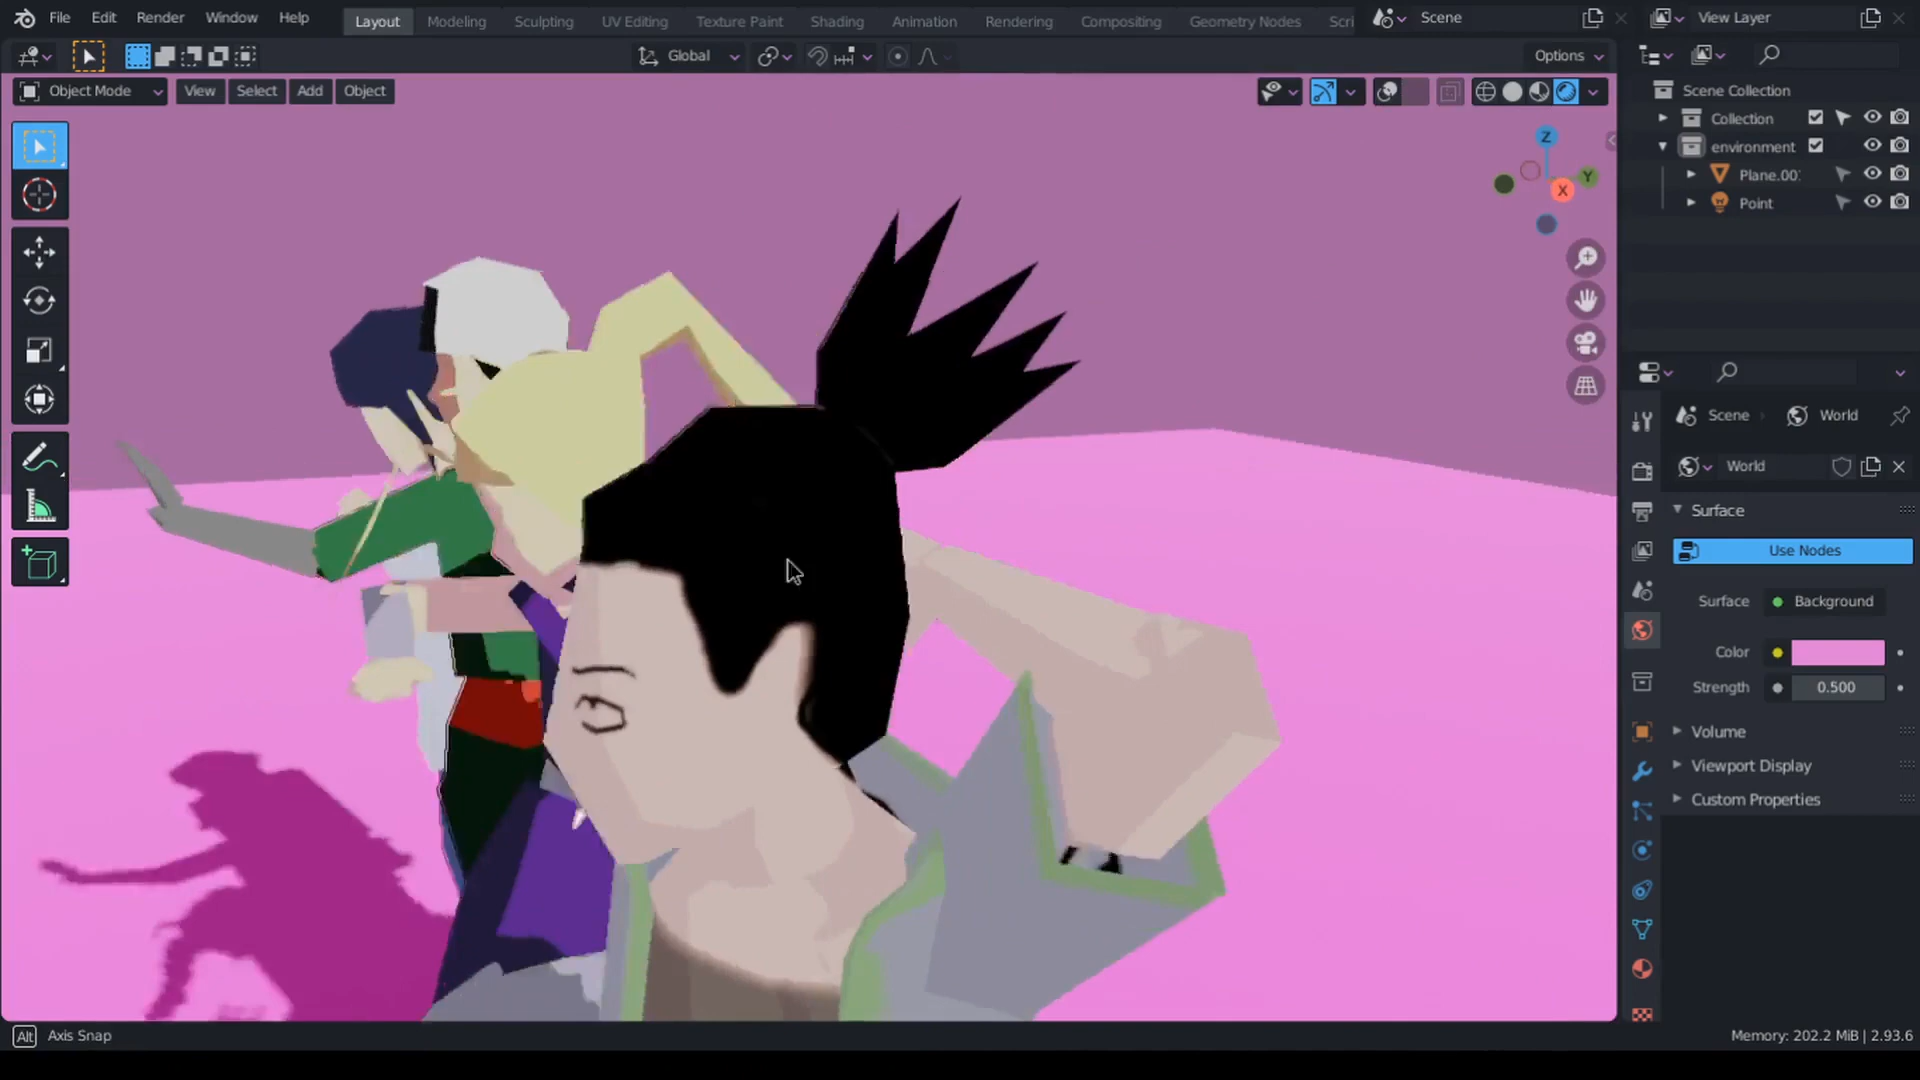 File Edit Render Window Help Layout Modeling Sculpting UV Editing Texture Paint Shading Animation Rendering Compositing Geometry Nodes Scri Scene View Layer
Global Options
Object Mode View Select Add Object
Scene Collection
Collection
environment
Plane.00
Point
Z
Y
X
Scene World
World
Surface
Use Nodes
Surface Background
Color
Strength 0.500
Volume
Viewport Display
Custom Properties
Alt Axis Snap Memory: 202.2 MiB | 2.93.6